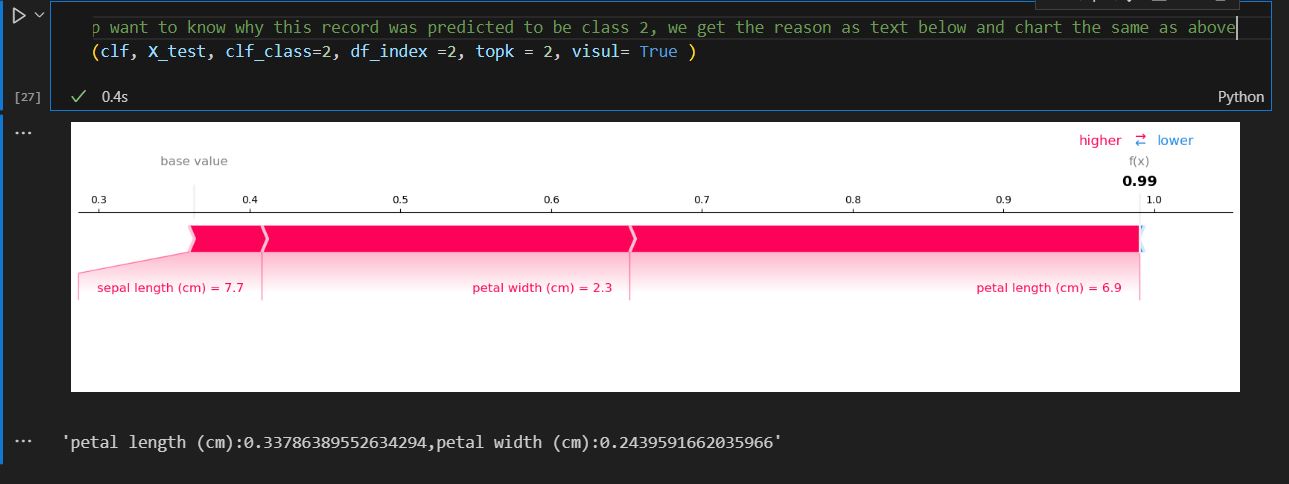 p want to know why this record was predicted to be class 2, we get the reason as text below and chart the same as above
(clf, X_test, clf_class=2, df_index =2, topk = 2, visul= True )
[27]
0.4s
Python
higher lower
base value
f(x)
0.99
0.3 0.4 0.5 0.6 0.7 0.8 0.9 1.0
sepal length (cm) = 7.7 petal width (cm) = 2.3 petal length (cm) = 6.9
'petal length (cm):0.33786389552634294,petal width (cm):0.2439591662035966'